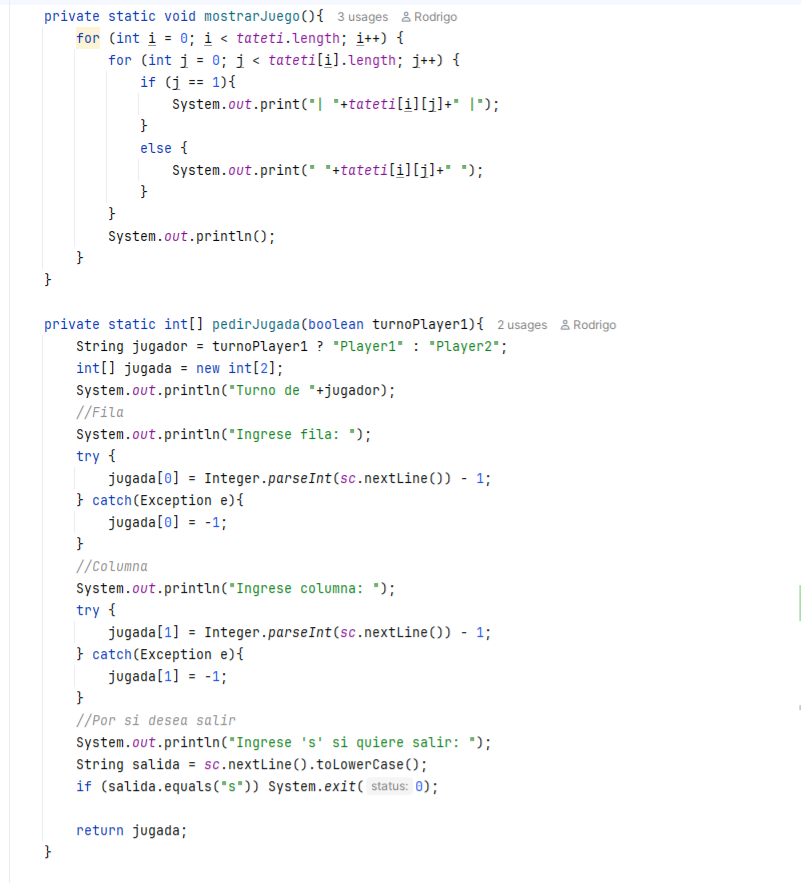 private static void mostrarJuego(){ 3 usages Rodrigo
for (int i = 0; i < tateti.length; i++) {
for (int j = 0; j < tateti[i].length; j++) {
if (j == 1){
System.out.print("| "+tateti[i][j]+" |");
}
else {
System.out.print(" "+tateti[i][j]+" ");
}
}
System.out.println();
}
}
private static int[] pedirJugada(boolean turnoPlayer1){ 2 usages Rodrigo
String jugador = turnoPlayer1 ? "Player1" : "Player2";
int[] jugada = new int[2];
System.out.println("Turno de "+jugador);
//Fila
System.out.println("Ingrese fila: ");
try {
jugada[0] = Integer.parseInt(sc.nextLine()) - 1;
} catch(Exception e){
jugada[0] = -1;
}
//Columna
System.out.println("Ingrese columna: ");
try {
jugada[1] = Integer.parseInt(sc.nextLine()) - 1;
} catch(Exception e){
jugada[1] = -1;
}
//Por si desea salir
System.out.println("Ingrese 's' si quiere salir: ");
String salida = sc.nextLine().toLowerCase();
if (salida.equals("s")) System.exit( status: 0);
return jugada;
}